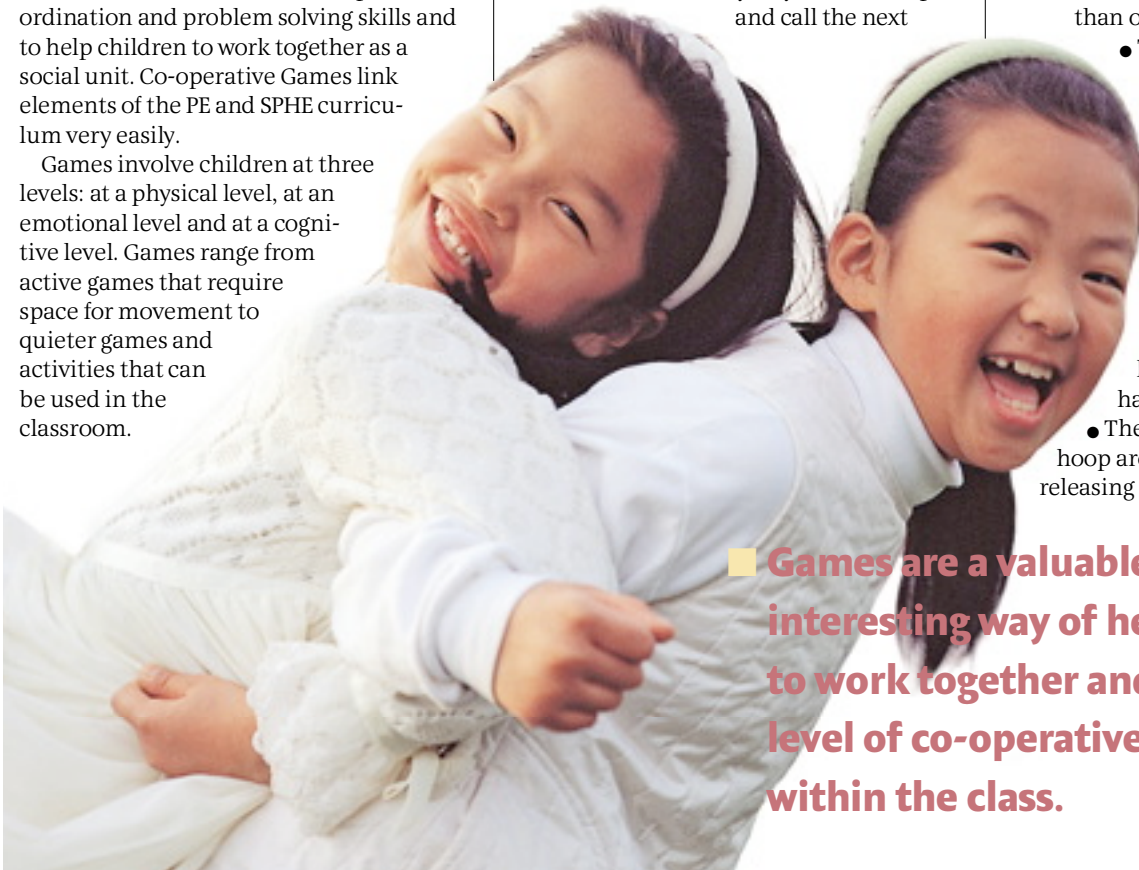 ordination and problem solving skills and
to help children to work together as a
social unit. Co-operative Games link
elements of the PE and SPHE curricu-
lum very easily.
Games involve children at three
levels: at a physical level, at an
emotional level and at a cogni-
tive level. Games range from
active games that require
space for movement to
quieter games and
activities that can
be used in the
classroom.
and call the next
than
● The
hoop
releasing
Games are a valuable
interesting way of
to work together
level of co-operative
within the class.